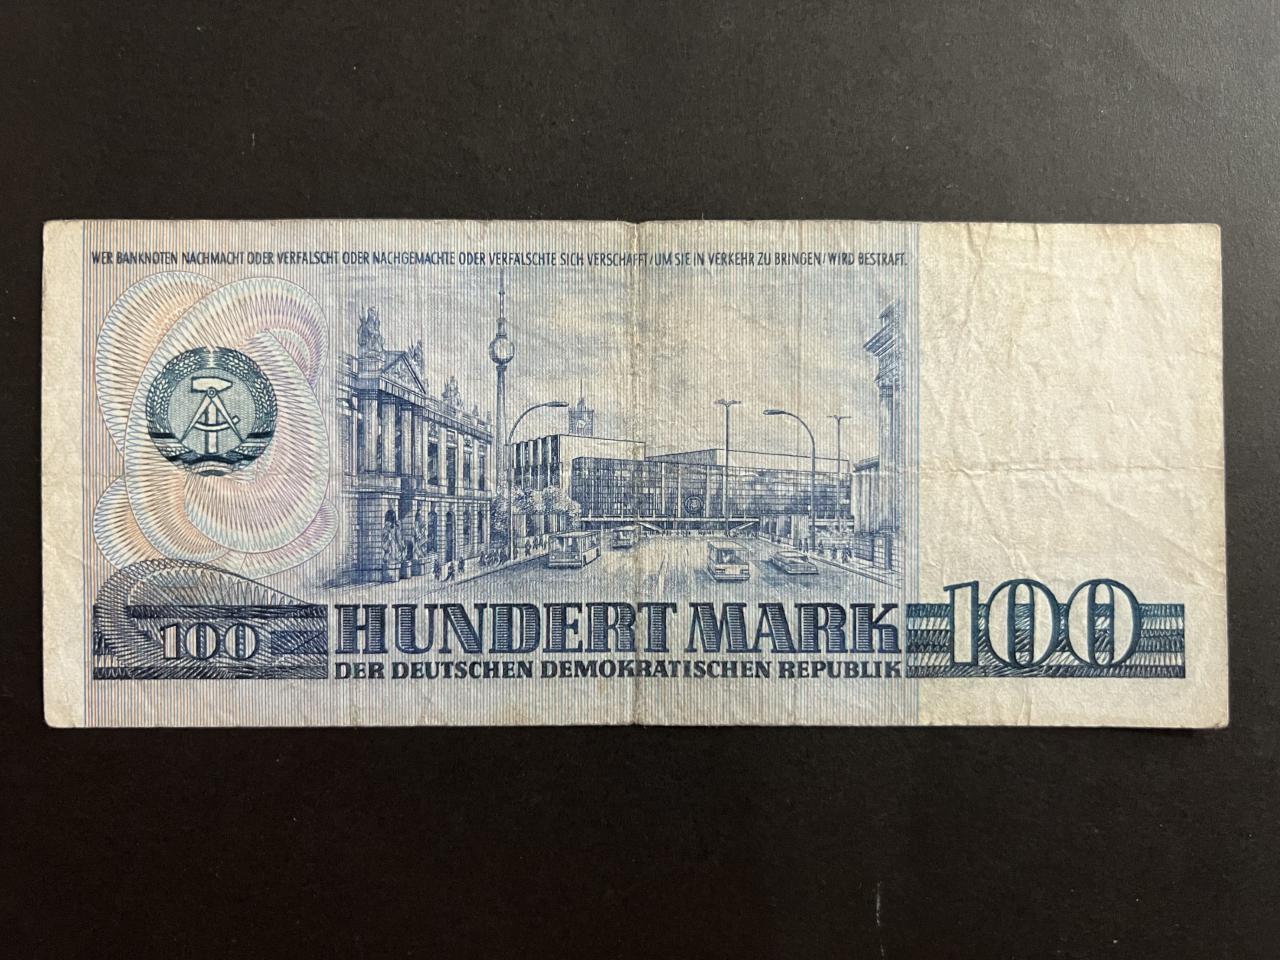 WER BANKNOTEN NACHMACHT ODER VERFÄLSCHT ODER NACHGEMACHTE ODER VERFÄLSCHTE SICH VERSCHAFFT/UM SIE IN VERKEHR ZU BRINGEN/WIRD BESTRAFT.
100
HUNDERT MARK
DER DEUTSCHEN DEMOKRATISCHEN REPUBLIK
100